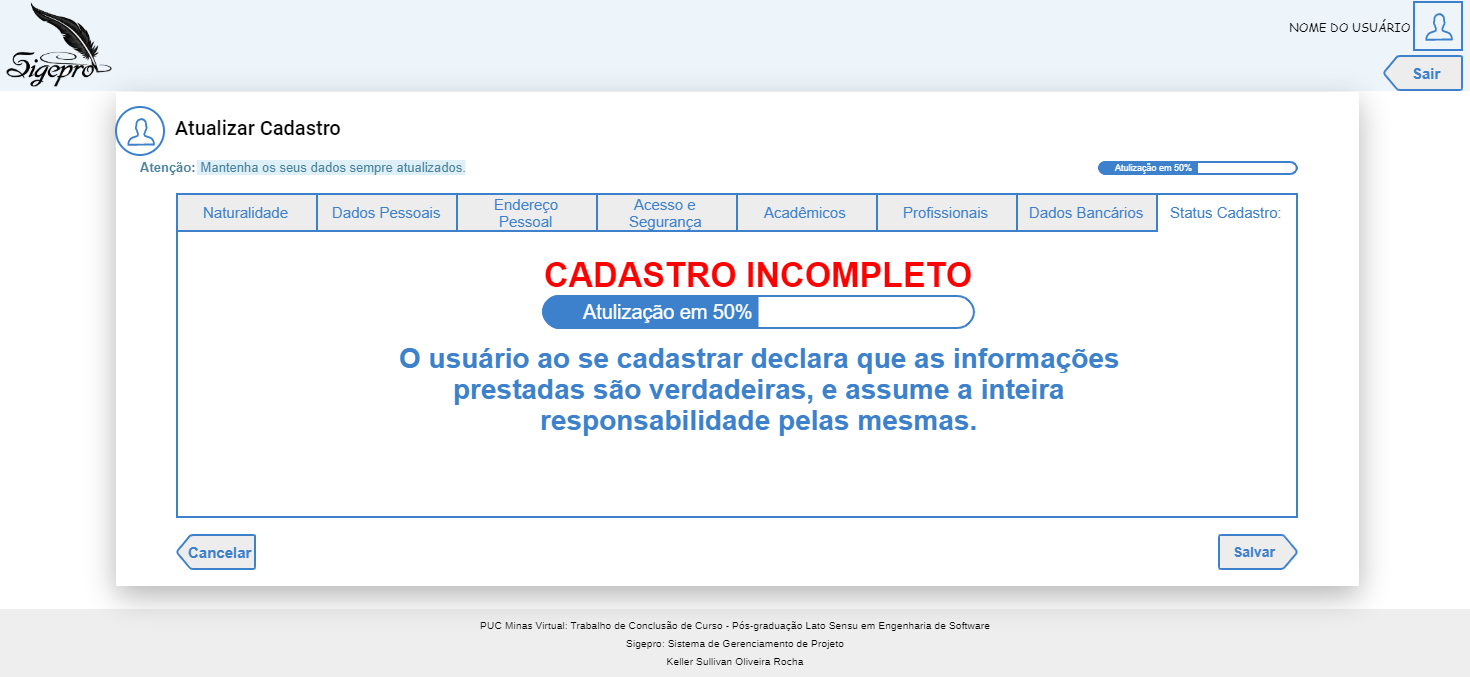 Sigepro
NOME DO USUÁRIO
Sair
Atualizar Cadastro
Atenção: Mantenha os seus dados sempre atualizados.
Atulização em 50%
Naturalidade
Dados Pessoais
Endereço
Pessoal
Acesso e
Segurança
Acadêmicos
Profissionais
Dados Bancários
Status Cadastro:
CADASTRO INCOMPLETO
Atulização em 50%
O usuário ao se cadastrar declara que as informações
prestadas são verdadeiras, e assume a inteira
responsabilidade pelas mesmas.
Cancelar
Salvar
PUC Minas Virtual: Trabalho de Conclusão de Curso - Pós-graduação Lato Sensu em Engenharia de Software
Sigepro: Sistema de Gerenciamento de Projeto
Keller Sullivan Oliveira Rocha